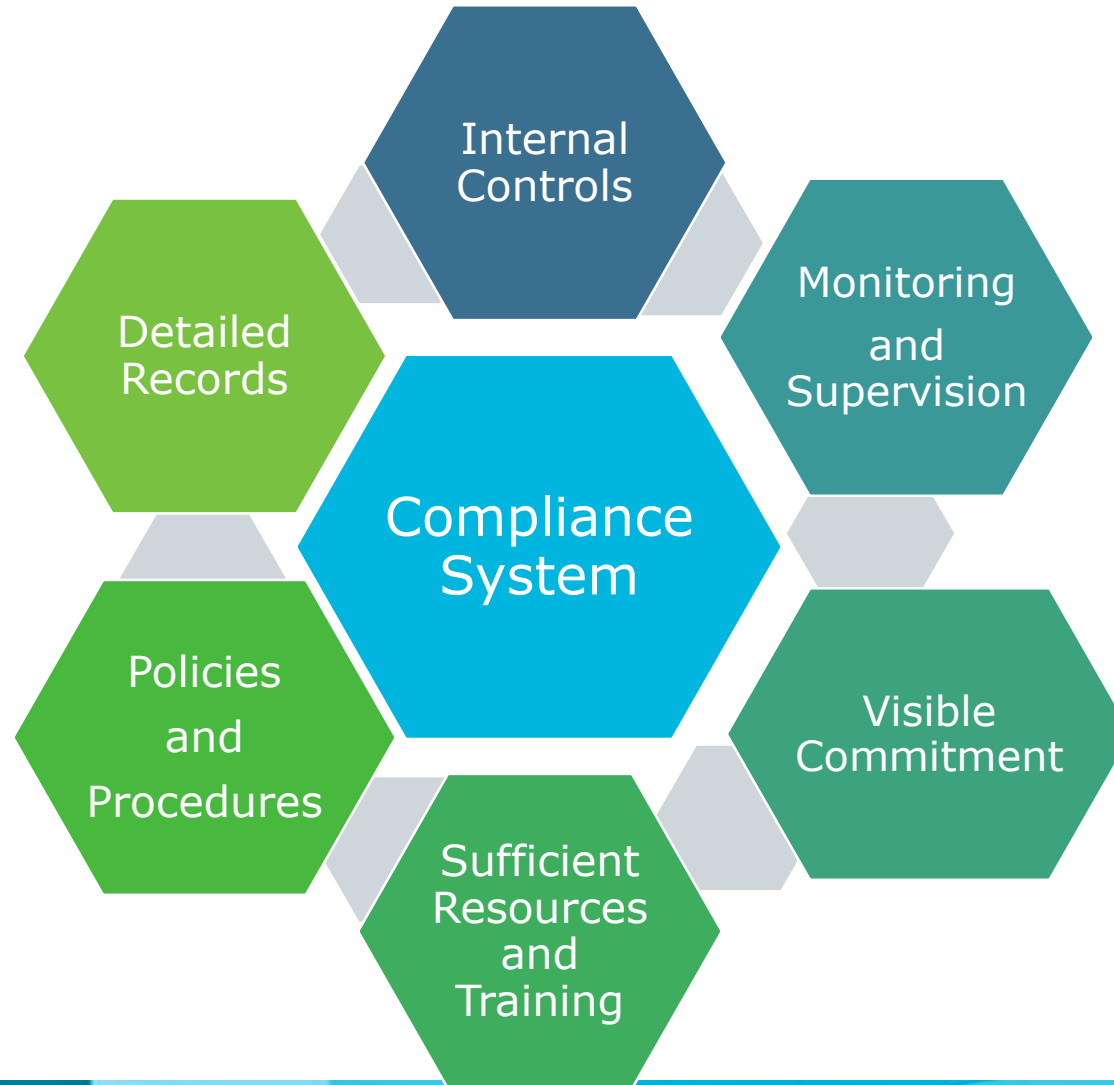 Internal
Controls
Monitoring
and
Supervision
Detailed
Records
Compliance
System
Visible
Commitment
Policies
and
Procedures
Sufficient
Resources
and
Training